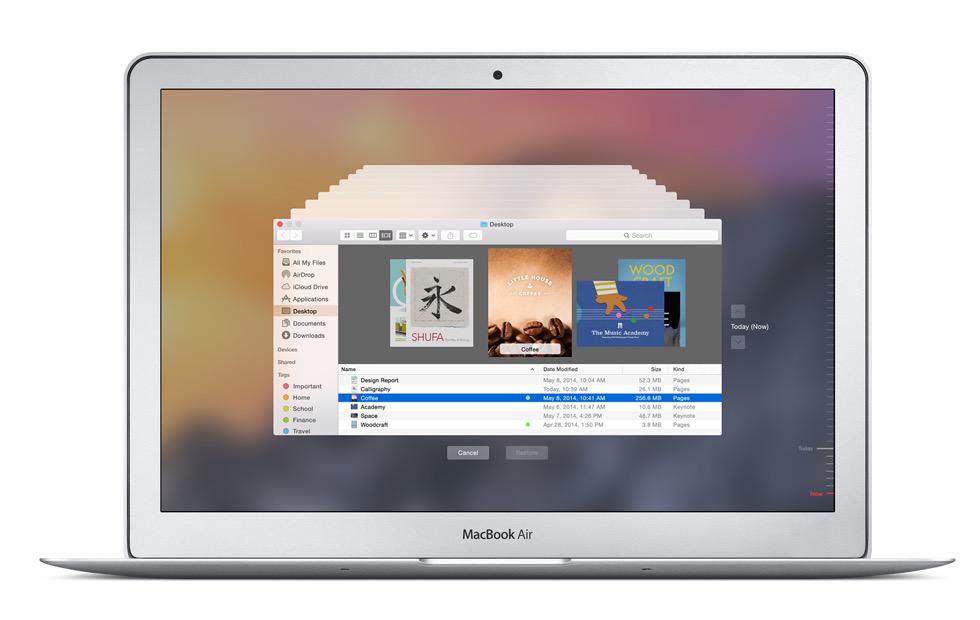 Desktop
Search
Favorites
All My Files
AirDrop
iCloud Drive
Applications
Desktop
Documents
Downloads
Devices
Shared
Tags
Important
Home
School
Finance
Travel
永
SHUFA
LITTLE HOUSE
&
COFFEE
Coffee
WOOD
CRAFT
The Music Academy
Name Date Modified Size Kind
Design Report May 8, 2014, 10:04 AM 52.3 MB Pages
Calligraphy Today, 10:39 AM 26.1 MB Pages
Coffee May 8, 2014, 10:41 AM 256.6 MB Pages
Academy May 6, 2014, 11:47 AM 10.6 MB Keynote
Space May 7, 2014, 4:26 PM 46.7 MB Keynote
Woodcraft Apr 28, 2014, 1:50 PM 3.8 MB Pages
Today (Now)
Cancel Restore
Today
Now
MacBook Air